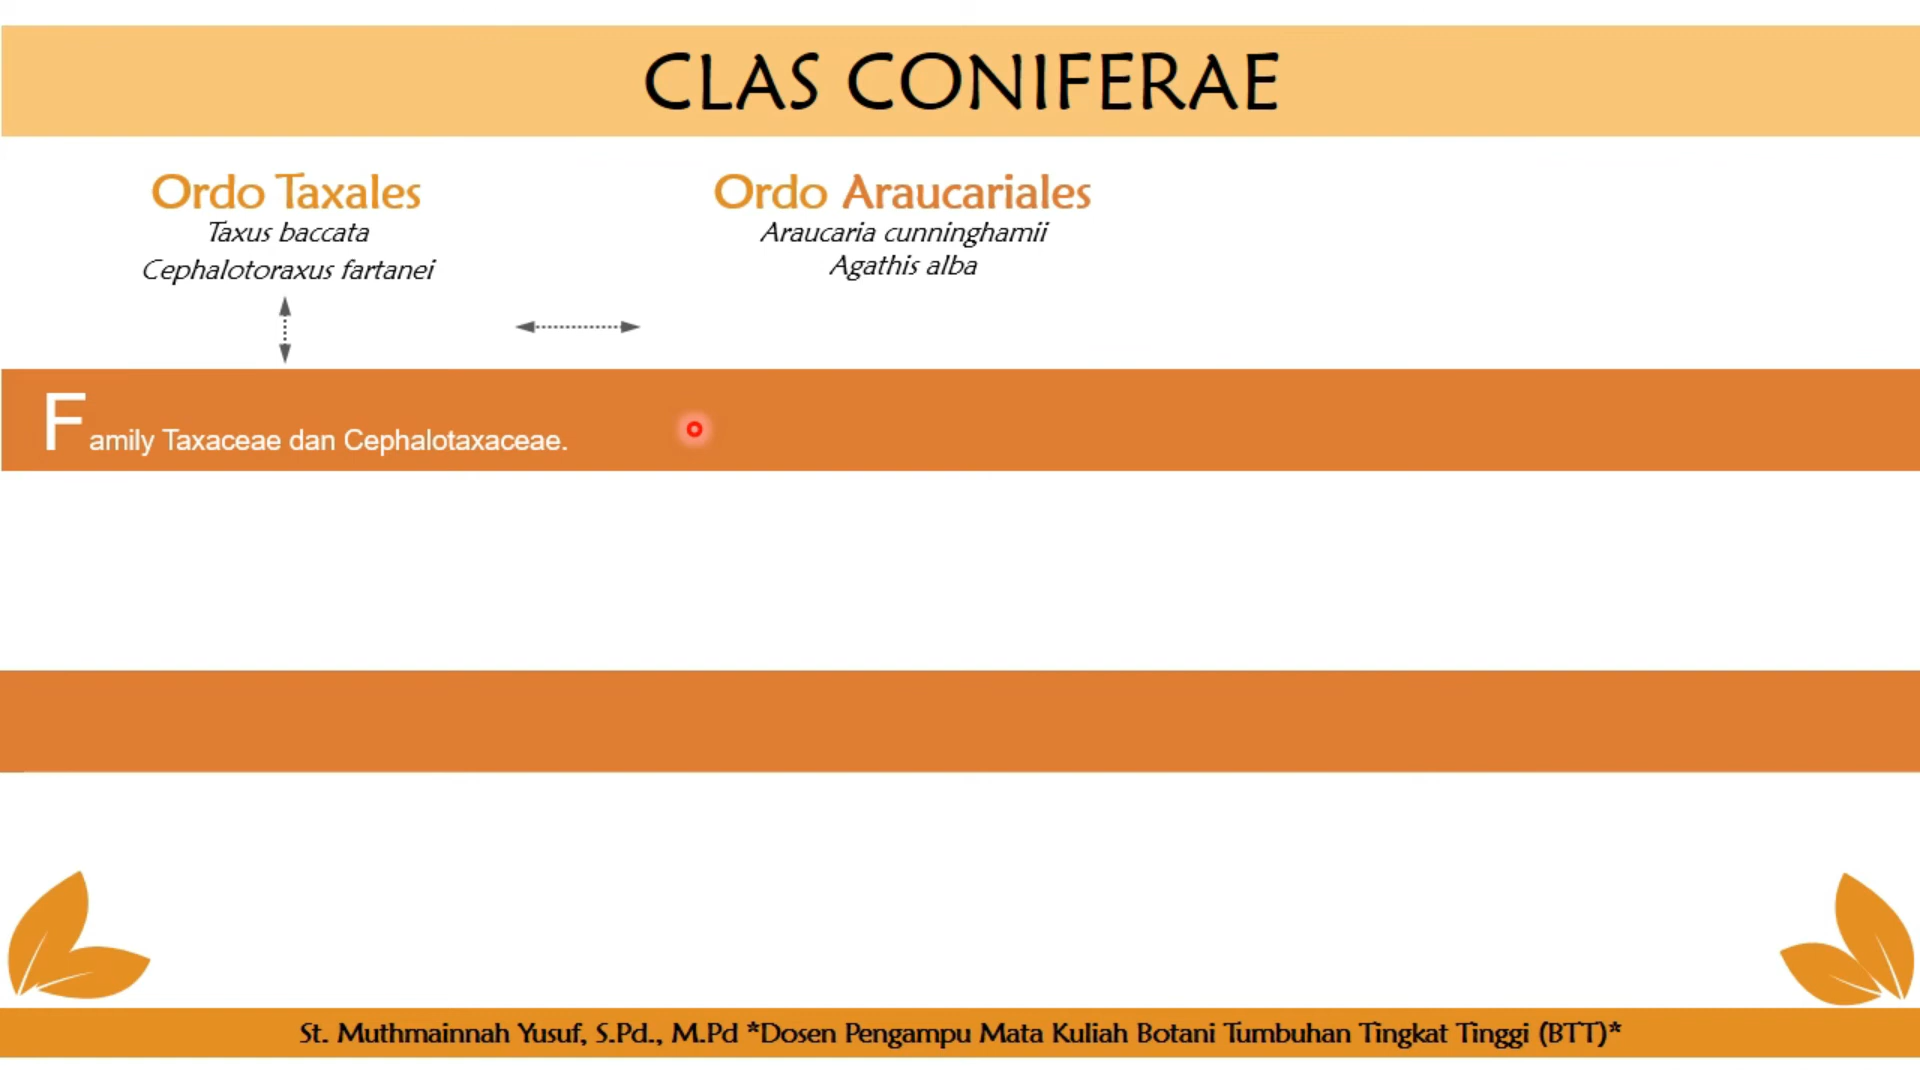 CLAS CONIFERAE
Ordo Taxales
Taxus baccata
Cephalotoraxus fartanei
Ordo Araucariales
Araucaria cunninghamii
Agathis alba
Family Taxaceae dan Cephalotaxaceae.
St. Muthmainnah Yusuf, S.Pd., M.Pd *Dosen Pengampu Mata Kuliah Botani Tumbuhan Tingkat Tinggi (BTT)*